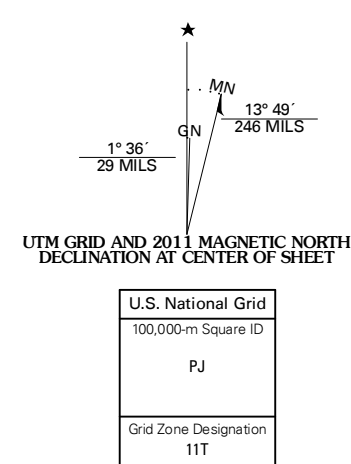 MN
GN
13° 49´
246 MILS
1° 36´
29 MILS
UTM GRID AND 2011 MAGNETIC NORTH
DECLINATION AT CENTER OF SHEET
U.S. National Grid
100,000-m Square ID
PJ
Grid Zone Designation
11T